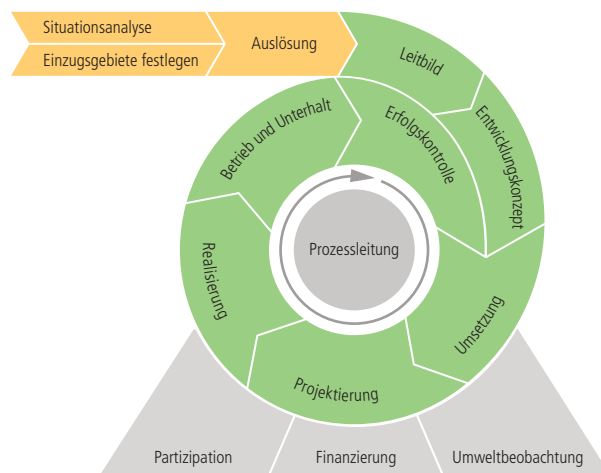 Situationsanalyse
Einzugsgebiete festlegen
Auslösung
Leitbild
Entwicklungskonzept
Erfolgskontrolle
Betrieb und Unterhalt
Prozessleitung
Realisierung
Umsetzung
Projektierung
Partizipation
Finanzierung
Umweltbeobachtung